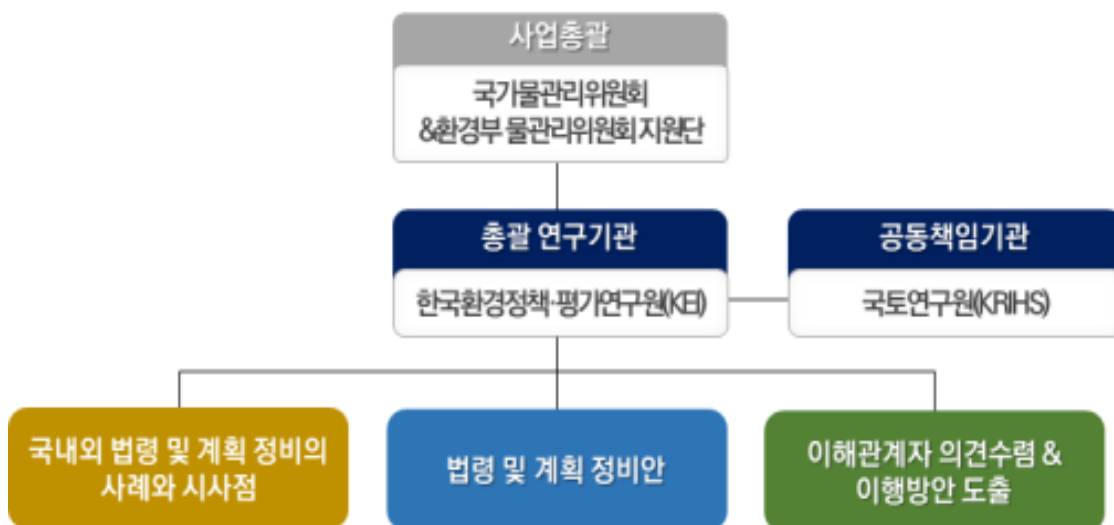 사업총괄
국가물관리위원회
&환경부 물관리위원회 지원단
총괄 연구기관
한국환경정책·평가연구원(KEI)
공동책임기관
국토연구원(KRIHS)
국내외 법령 및 계획 정비의
사례와 시사점
법령 및 계획 정비안
이해관계자 의견수렴 &
이행방안 도출